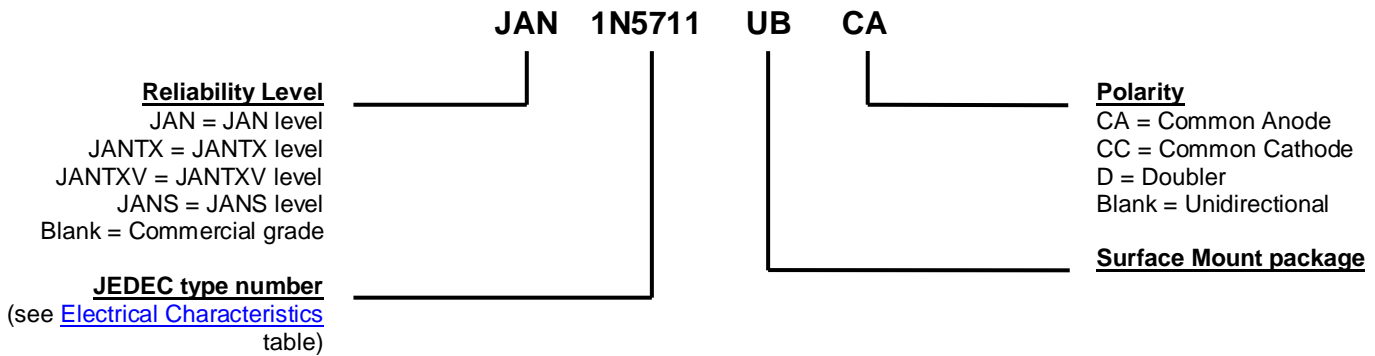 JAN 1N5711 UB CA
Reliability Level
JAN = JAN level
JANTX = JANTX level
JANTXV = JANTXV level
JANS = JANS level
Blank = Commercial grade
JEDEC type number
(see Electrical Characteristics
table)
Polarity
CA = Common Anode
CC = Common Cathode
D = Doubler
Blank = Unidirectional
Surface Mount package